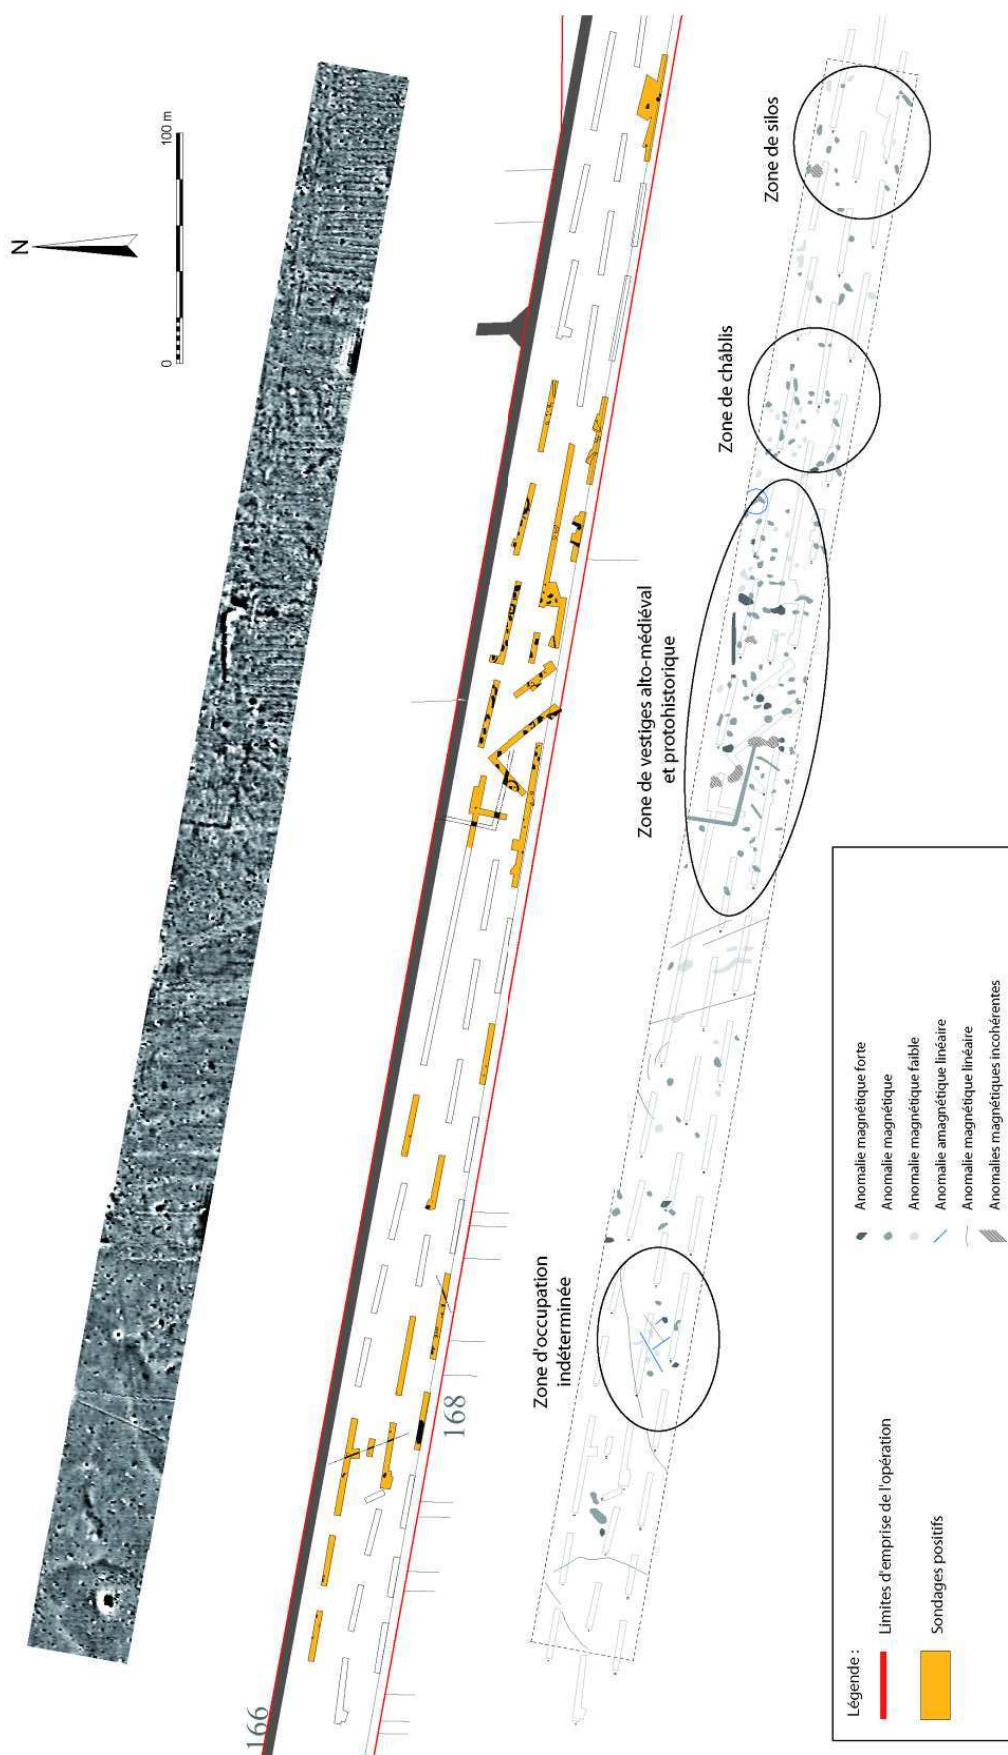 N
0
100 m
166
168
Zone d'occupation
indéterminée
Zone de vestiges alto-médiéval
et protohistorique
Zone de châblis
Zone de silos
Légende :
Limites d'emprise de l'opération
Sondages positifs
Anomalie magnétique forte
Anomalie magnétique
Anomalie magnétique faible
Anomalie amagnétique linéaire
Anomalie magnétique linéaire
Anomalies magnétiques incohérentes